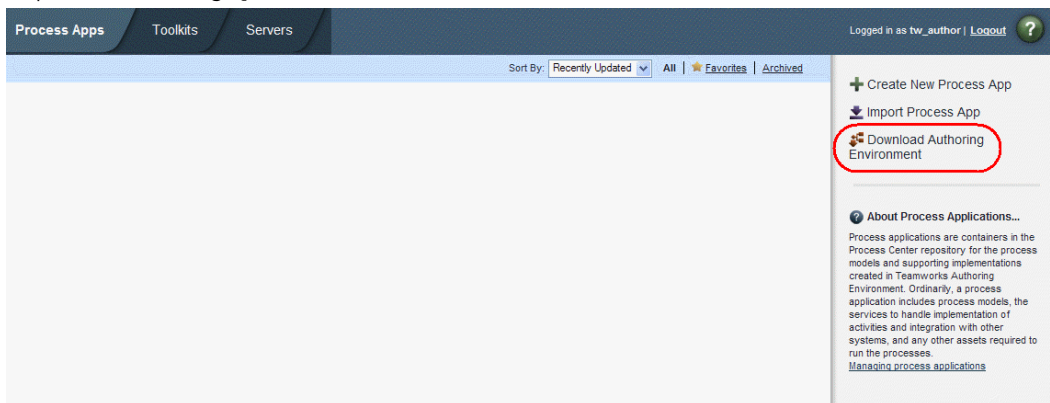 Process Apps Toolkits Servers Logged in as tw_author | Logout ?
Sort By: Recently Updated All | Favorites | Archived
Create New Process App
Import Process App
Download Authoring
Environment
? About Process Applications...
Process applications are containers in the
Process Center repository for the process
models and supporting implementations
created in Teamworks Authoring
Environment. Ordinarily, a process
application includes process models, the
services to handle implementation of
activities and integration with other
systems, and any other assets required to
run the processes.
Managing process applications